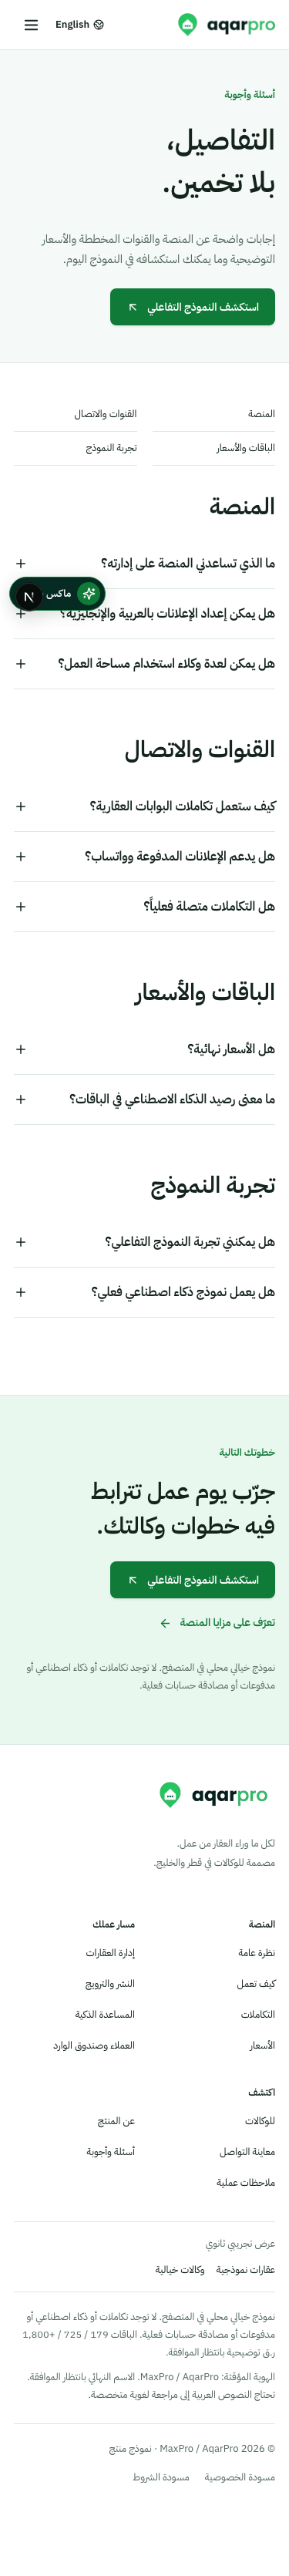 aqarpro
English
أسئلة وأجوبة
التفاصيل،
بلا تخمين.
إجابات واضحة عن المنصة والقنوات المخططة والأسعار
التوضيحية وما يمكنك استكشافه في النموذج اليوم.
استكشف النموذج التفاعلي
المنصة
القنوات والاتصال
الباقات والأسعار
تجربة النموذج
المنصة
ما الذي تساعدني المنصة على إدارته؟
ماكس
N
هل يمكن إعداد الإعلانات بالعربية والإنجليزية؟
هل يمكن لعدة وكلاء استخدام مساحة العمل؟
القنوات والاتصال
كيف ستعمل تكاملات البوابات العقارية؟
هل يدعم الإعلانات المدفوعة وواتساب؟
هل التكاملات متصلة فعلياً؟
الباقات والأسعار
هل الأسعار نهائية؟
ما معنى رصيد الذكاء الاصطناعي في الباقات؟
تجربة النموذج
هل يمكنني تجربة النموذج التفاعلي؟
هل يعمل نموذج ذكاء اصطناعي فعلي؟
خطوتك التالية
جرّب يوم عمل تترابط
فيه خطوات وكالتك.
استكشف النموذج التفاعلي
تعرّف على مزايا المنصة
نموذج خيالي محلي في المتصفح. لا توجد تكاملات أو ذكاء اصطناعي أو
مدفوعات أو مصادقة حسابات فعلية.
aqarpro
لكل ما وراء العقار من عمل.
مصممة للوكالات في قطر والخليج.
المنصة
نظرة عامة
كيف تعمل
التكاملات
الأسعار
مسار عملك
إدارة العقارات
النشر والترويج
المساعدة الذكية
العملاء وصندوق الوارد
اكتشف
للوكالات
معاينة التواصل
ملاحظات عملية
عن المنتج
أسئلة وأجوبة
عرض تجريبي ثانوي
عقارات نموذجية
وكالات خيالية
نموذج خيالي محلي في المتصفح. لا توجد تكاملات أو ذكاء اصطناعي أو
مدفوعات أو مصادقة حسابات فعلية. الباقات 179 / 725 / +1,800
ر.ق توضيحية بانتظار الموافقة.
الهوية المؤقتة: MaxPro / AqarPro. الاسم النهائي بانتظار الموافقة.
تحتاج النصوص العربية إلى مراجعة لغوية متخصصة.
© 2026 MaxPro / AqarPro · نموذج منتج
مسودة الخصوصية
مسودة الشروط